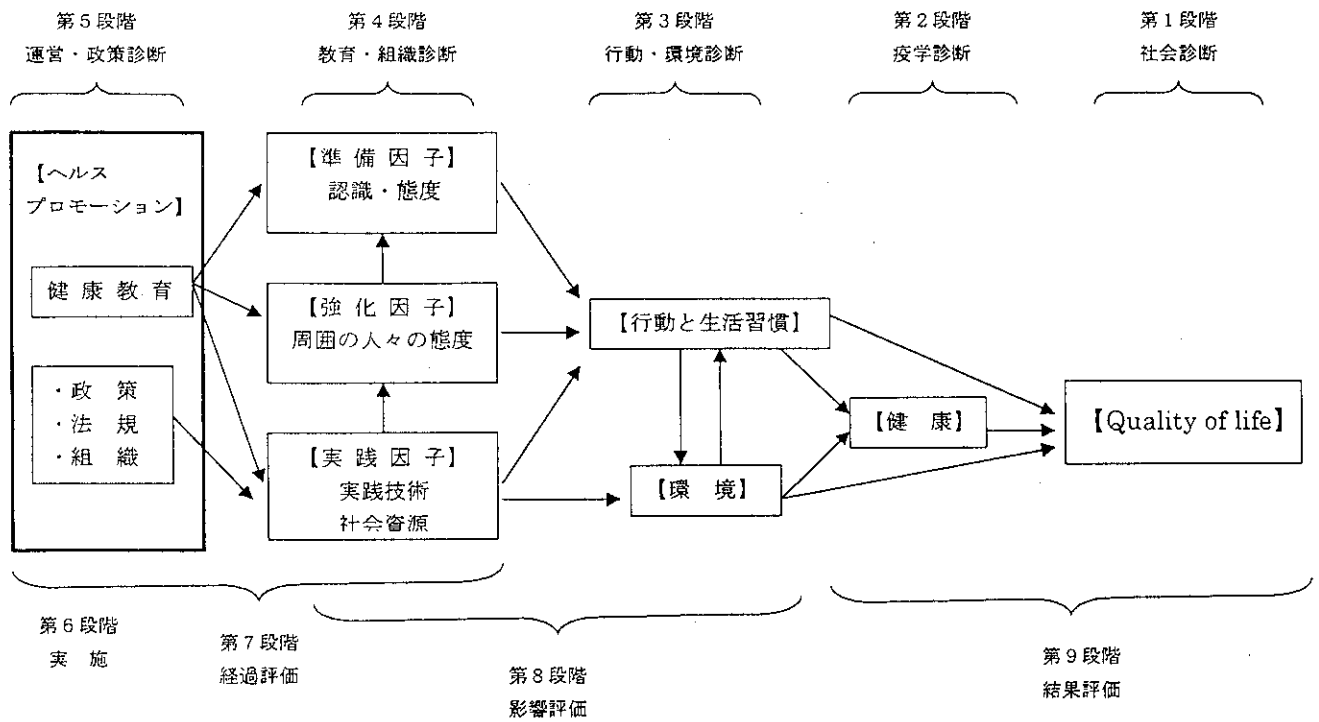 第５段階
運営・政策診断
第４段階
教育・組織診断
第３段階
行動・環境診断
第２段階
疫学診断
第１段階
社会診断
【ヘルス
プロモーション】
健 康 教 育
・政　策
・法　規
・組　織
【準 備 因 子】
認識・態度
【強 化 因 子】
周囲の人々の態度
【実 践 因 子】
実践技術
社会資源
【行動と生活習慣】
【環　境】
【健　康】
【Quality of life】
第６段階
実　施
第７段階
経過評価
第８段階
影響評価
第９段階
結果評価